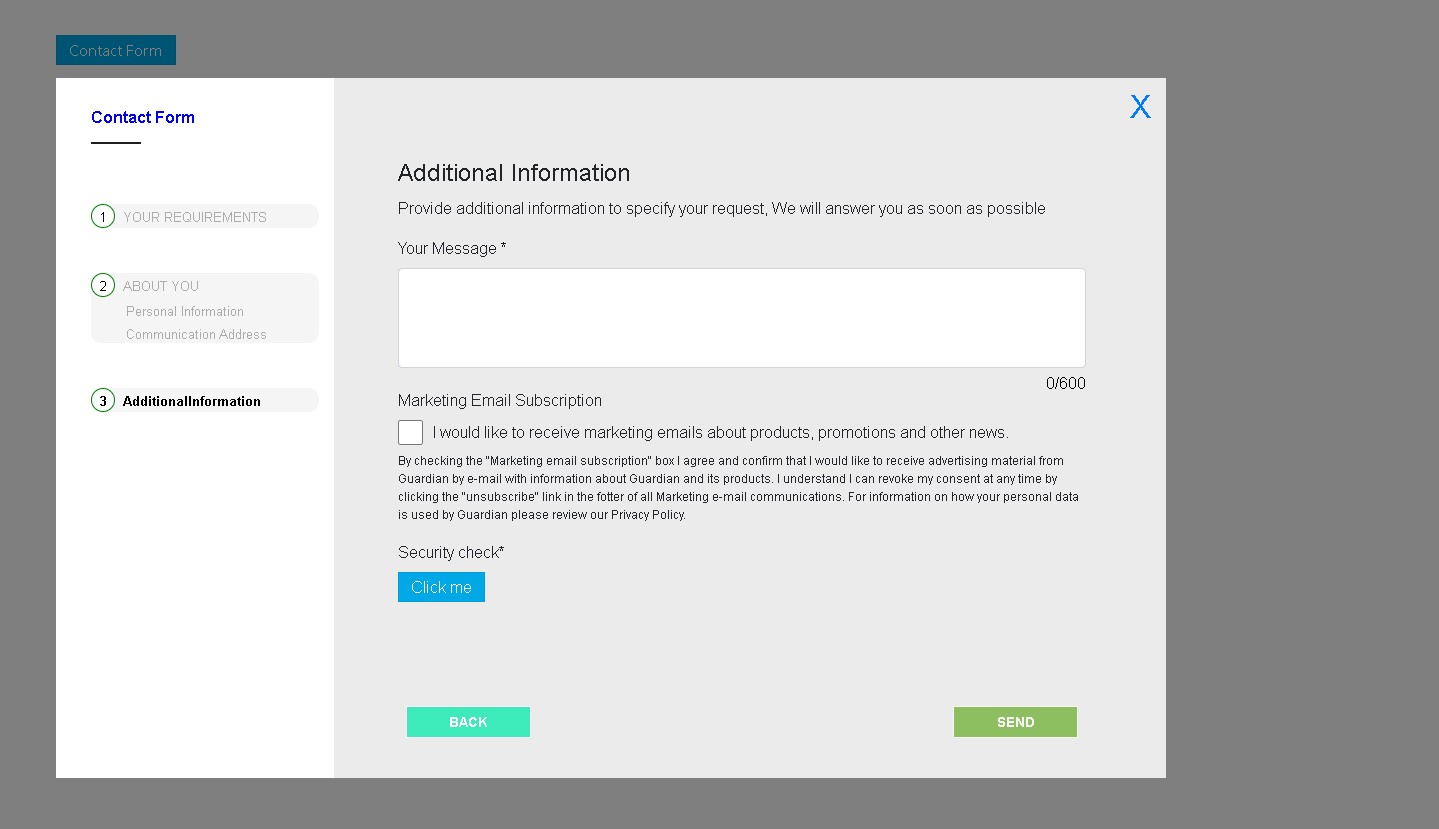 Contact Form
Contact Form
X
1 YOUR REQUIREMENTS
2 ABOUT YOU
Personal Information
Communication Address
3 AdditionalInformation
Additional Information
Provide additional information to specify your request, We will answer you as soon as possible
Your Message *
0/600
Marketing Email Subscription
I would like to receive marketing emails about products, promotions and other news.
By checking the "Marketing email subscription" box I agree and confirm that I would like to receive advertising material from
Guardian by e-mail with information about Guardian and its products. I understand I can revoke my consent at any time by
clicking the "unsubscribe" link in the fotter of all Marketing e-mail communications. For information on how your personal data
is used by Guardian please review our Privacy Policy.
Security check*
Click me
BACK
SEND